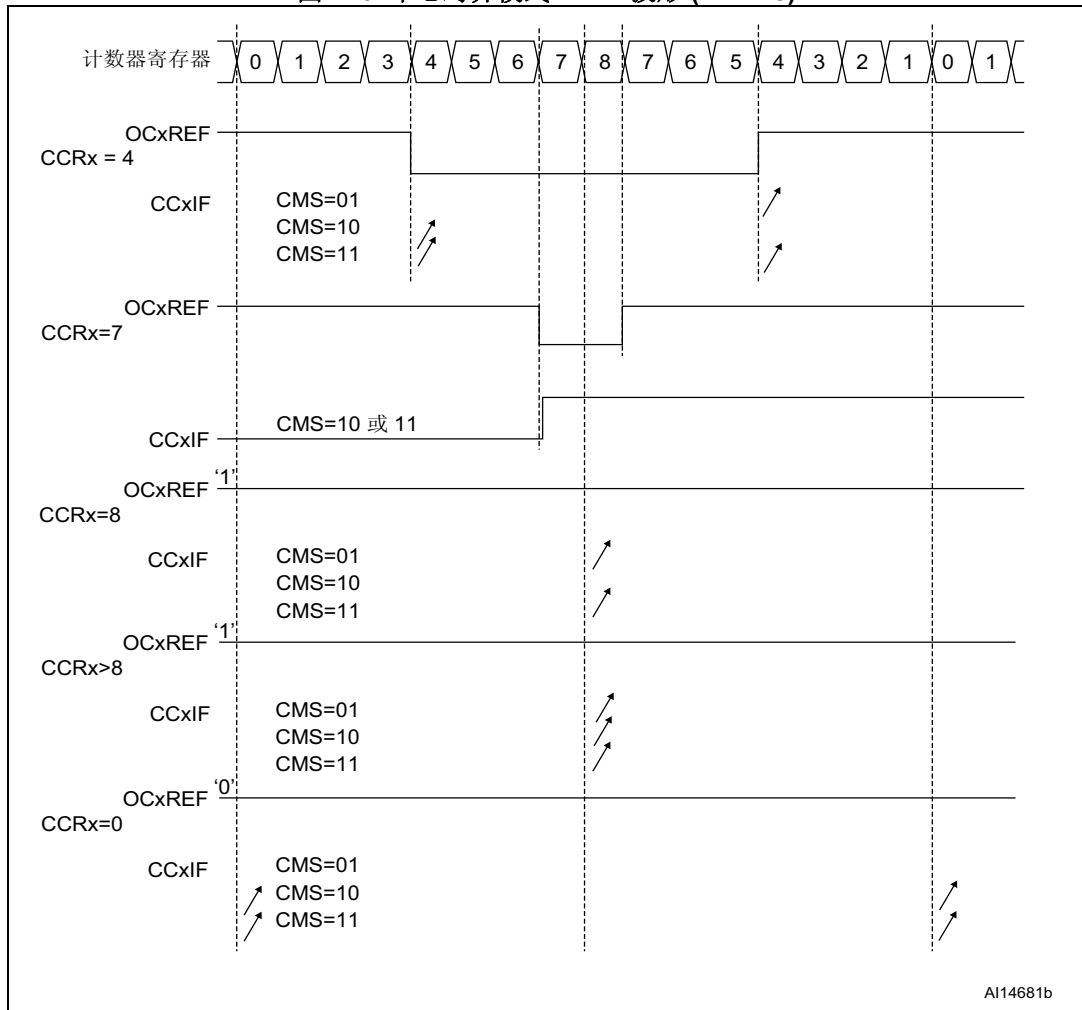 计数器寄存器 0 1 2 3 4 5 6 7 8 7 6 5 4 3 2 1 0 1
OCxREF
CCRx = 4
CCxIF CMS=01
CMS=10
CMS=11
OCxREF
CCRx=7
CMS=10 或 11
CCxIF
OCxREF ‘1’
CCRx=8
CCxIF CMS=01
CMS=10
CMS=11
OCxREF ‘1’
CCRx>8
CCxIF CMS=01
CMS=10
CMS=11
OCxREF ‘0’
CCRx=0
CCxIF CMS=01
CMS=10
CMS=11
AI14681b